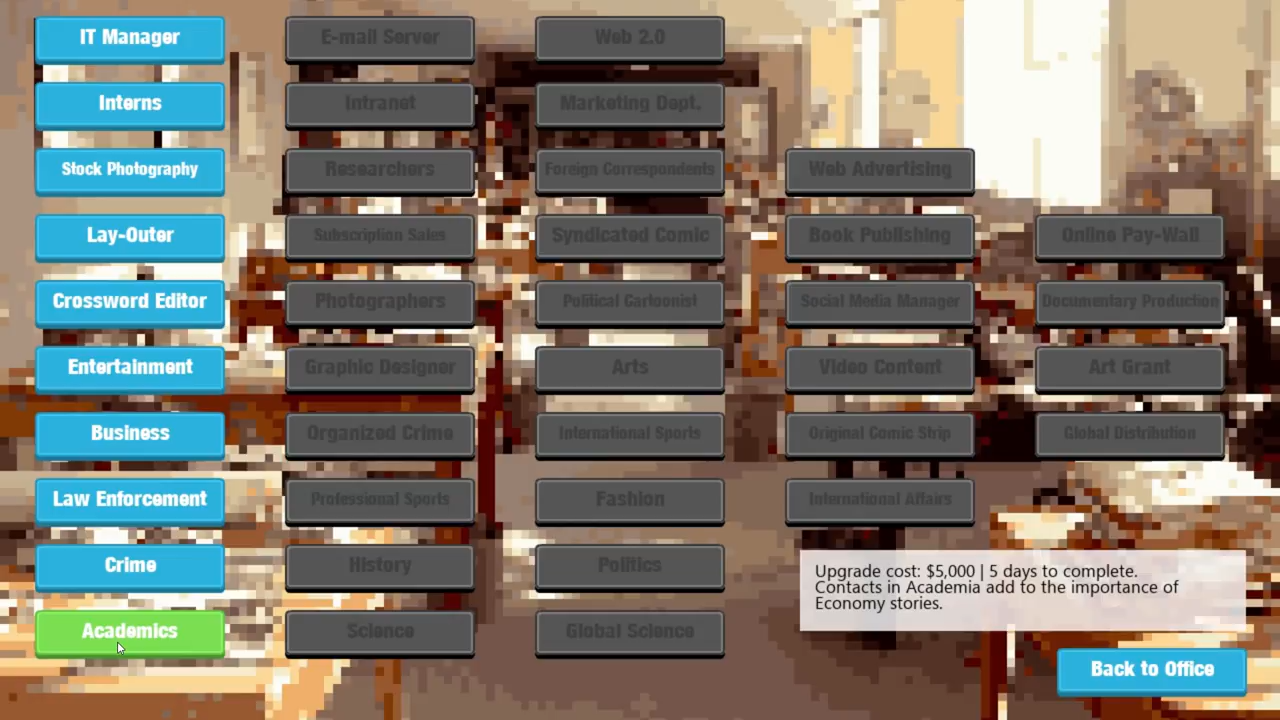 IT Manager
E-mail Server
Web 2.0
Interns
Intranet
Marketing Dept.
Stock Photography
Researchers
Foreign Correspondents
Web Advertising
Lay-Outer
Subscription Sales
Syndicated Comic
Book Publishing
Online Pay-Wall
Crossword Editor
Photographers
Political Cartoonist
Social Media Manager
Documentary Production
Entertainment
Graphic Designer
Arts
Video Content
Art Grant
Business
Organized Crime
International Sports
Original Comic Strip
Global Distribution
Law Enforcement
Professional Sports
Fashion
International Affairs
Crime
History
Politics
Academics
Science
Global Science
Upgrade cost: $5,000 | 5 days to complete.
Contacts in Academia add to the importance of
Economy stories.
Back to Office